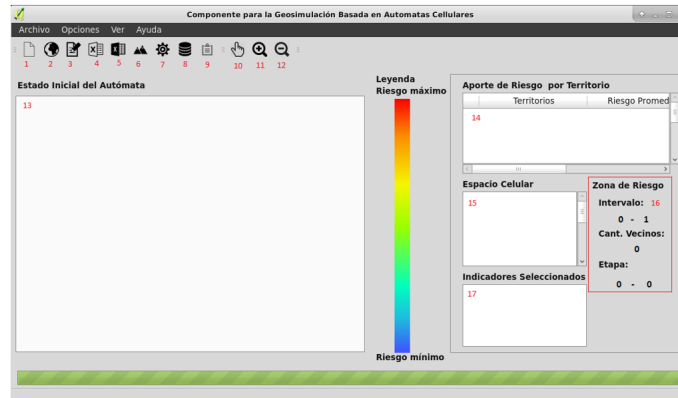 Componente para la Geosimulación Basada en Automatas Celulares
Archivo Opciones Ver Ayuda
1 2 3 4 5 6 7 8 9 10 11 12
Estado Inicial del Autómata
13
Leyenda
Riesgo máximo
Riesgo mínimo
Aporte de Riesgo por Territorio
Territorios Riesgo Promed
14
Espacio Celular
15
Zona de Riesgo
Intervalo: 16
0 - 1
Cant. Vecinos:
0
Etapa:
0 - 0
Indicadores Seleccionados
17